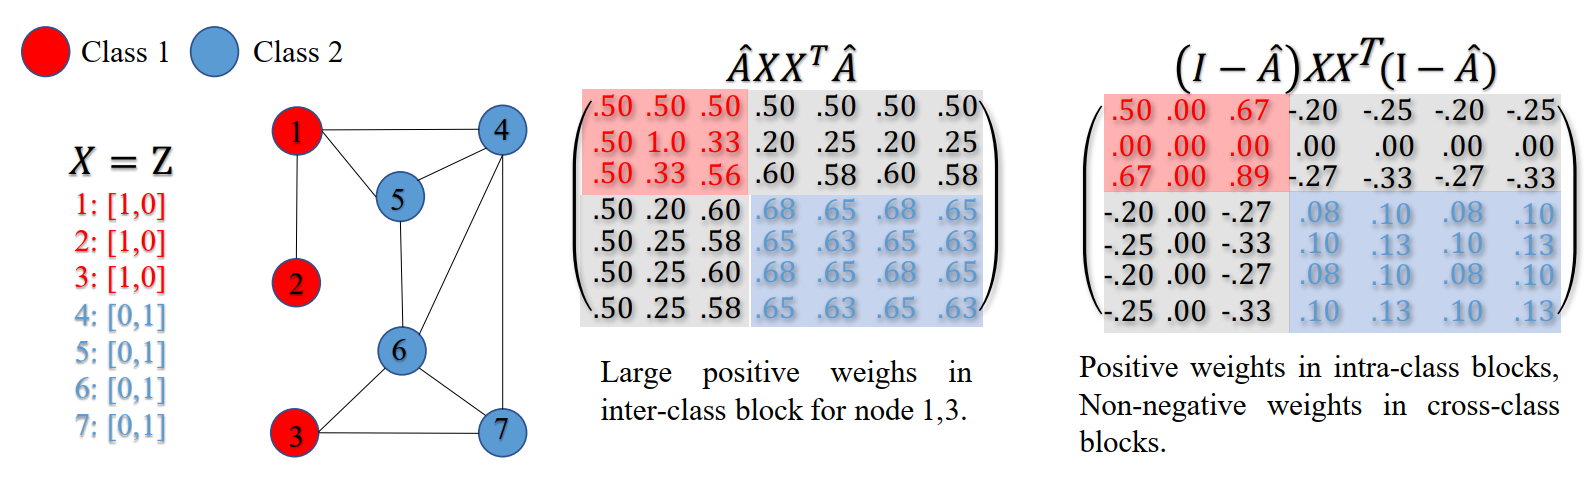 Class 1 Class 2
X = Z
1: [1,0]
2: [1,0]
3: [1,0]
4: [0,1]
5: [0,1]
6: [0,1]
7: [0,1]
1
4
5
2
6
3
7
ÂXXᵀÂ
.50 .50 .50 .50 .50 .50 .50
.50 1.0 .33 .20 .25 .20 .25
.50 .33 .56 .60 .58 .60 .58
.50 .20 .60 .68 .65 .68 .65
.50 .25 .58 .65 .63 .65 .63
.50 .25 .60 .68 .65 .68 .65
.50 .25 .58 .65 .63 .65 .63
Large positive weighs in
inter-class block for node 1,3.
(I − Â)XXᵀ(I − Â)
.50 .00 .67 -.20 -.25 -.20 -.25
.00 .00 .00 .00 .00 .00 .00
.67 .00 .89 -.27 -.33 -.27 -.33
-.20 .00 -.27 .08 .10 .08 .10
-.25 .00 -.33 .10 .13 .10 .13
-.20 .00 -.27 .08 .10 .08 .10
-.25 .00 -.33 .10 .13 .10 .13
Positive weights in intra-class blocks,
Non-negative weights in cross-class
blocks.